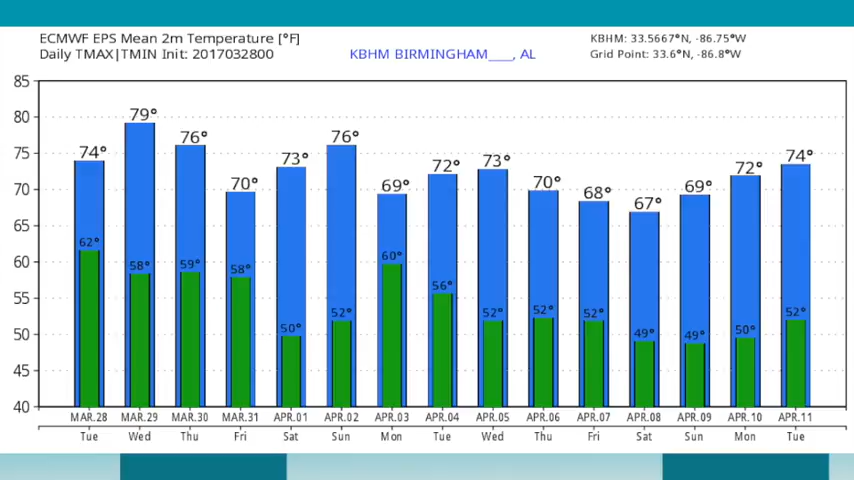 ECMWF EPS Mean 2m Temperature [°F]
Daily TMAX|TMIN Init: 2017032800
KBHM BIRMINGHAM____, AL
KBHM: 33.5667°N, -86.75°W
Grid Point: 33.6°N, -86.8°W
85
80
75
70
65
60
55
50
45
40
74° 79° 76° 70° 73° 76° 69° 72° 73° 70° 68° 67° 69° 72° 74°
62° 58° 59° 58° 50° 52° 60° 56° 52° 52° 52° 49° 49° 50° 52°
MAR.28 MAR.29 MAR.30 MAR.31 APR.01 APR.02 APR.03 APR.04 APR.05 APR.06 APR.07 APR.08 APR.09 APR.10 APR.11
Tue Wed Thu Fri Sat Sun Mon Tue Wed Thu Fri Sat Sun Mon Tue